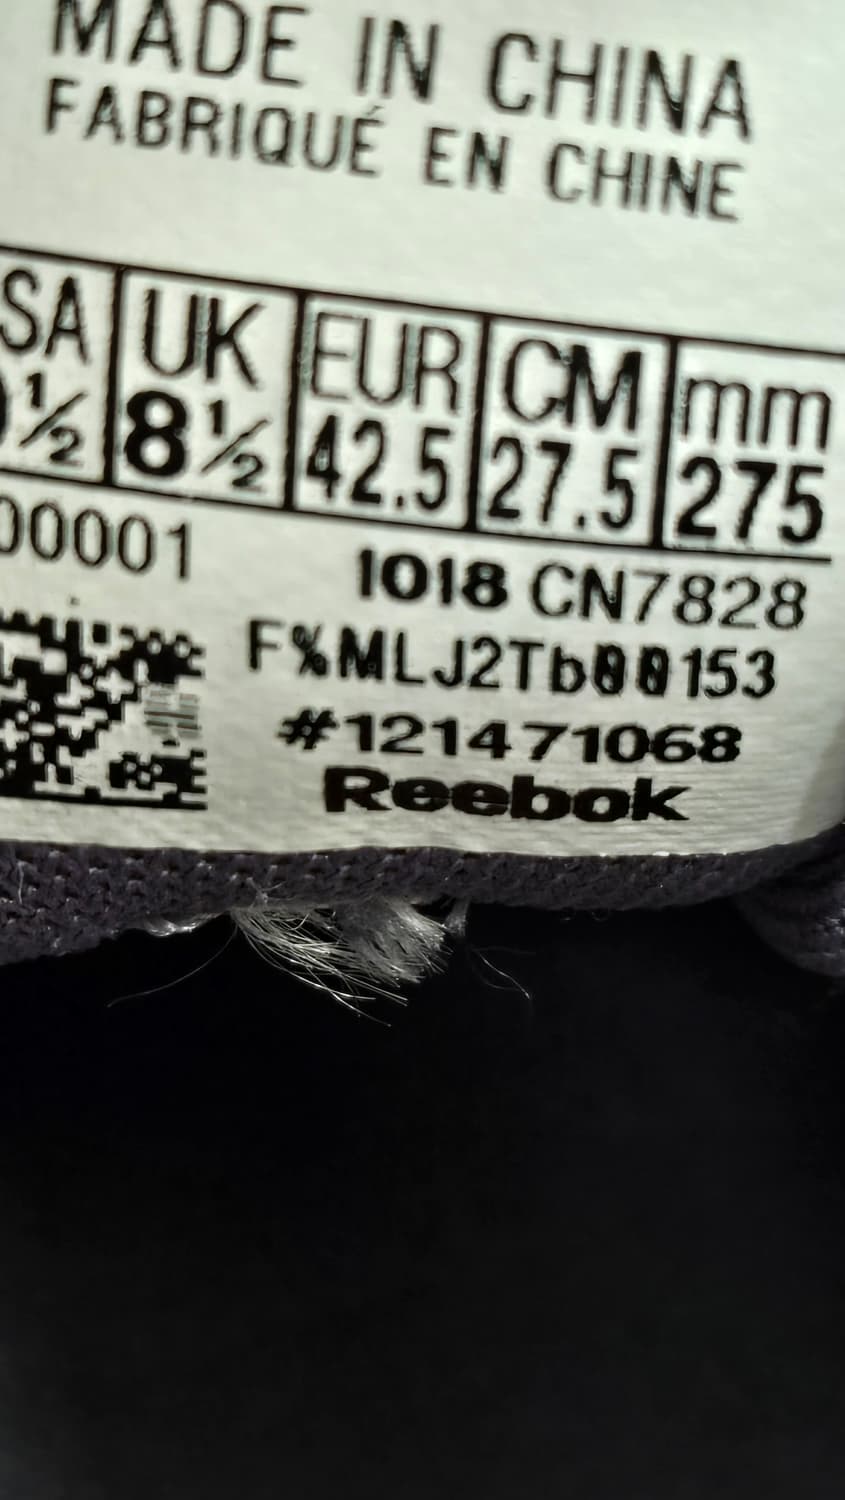 MADE IN CHINA
FABRIQUÉ EN CHINE
SA UK EUR CM mm
½ 8½ 42.5 27.5 275
00001
1018 CN7828
F%MLJ2Tb00153
#121471068
Reebok